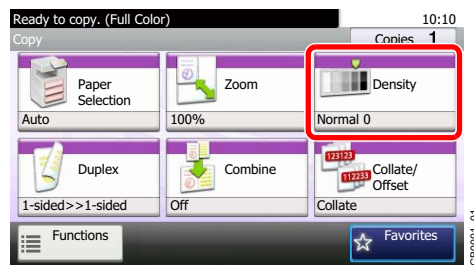 Ready to copy. (Full Color) 10:10
Copy Copies 1
Paper Selection
Zoom
Density
Auto
100%
Normal 0
Duplex
Combine
123123
112233
Collate/
Offset
1-sided>>1-sided
Off
Collate
Functions
Favorites